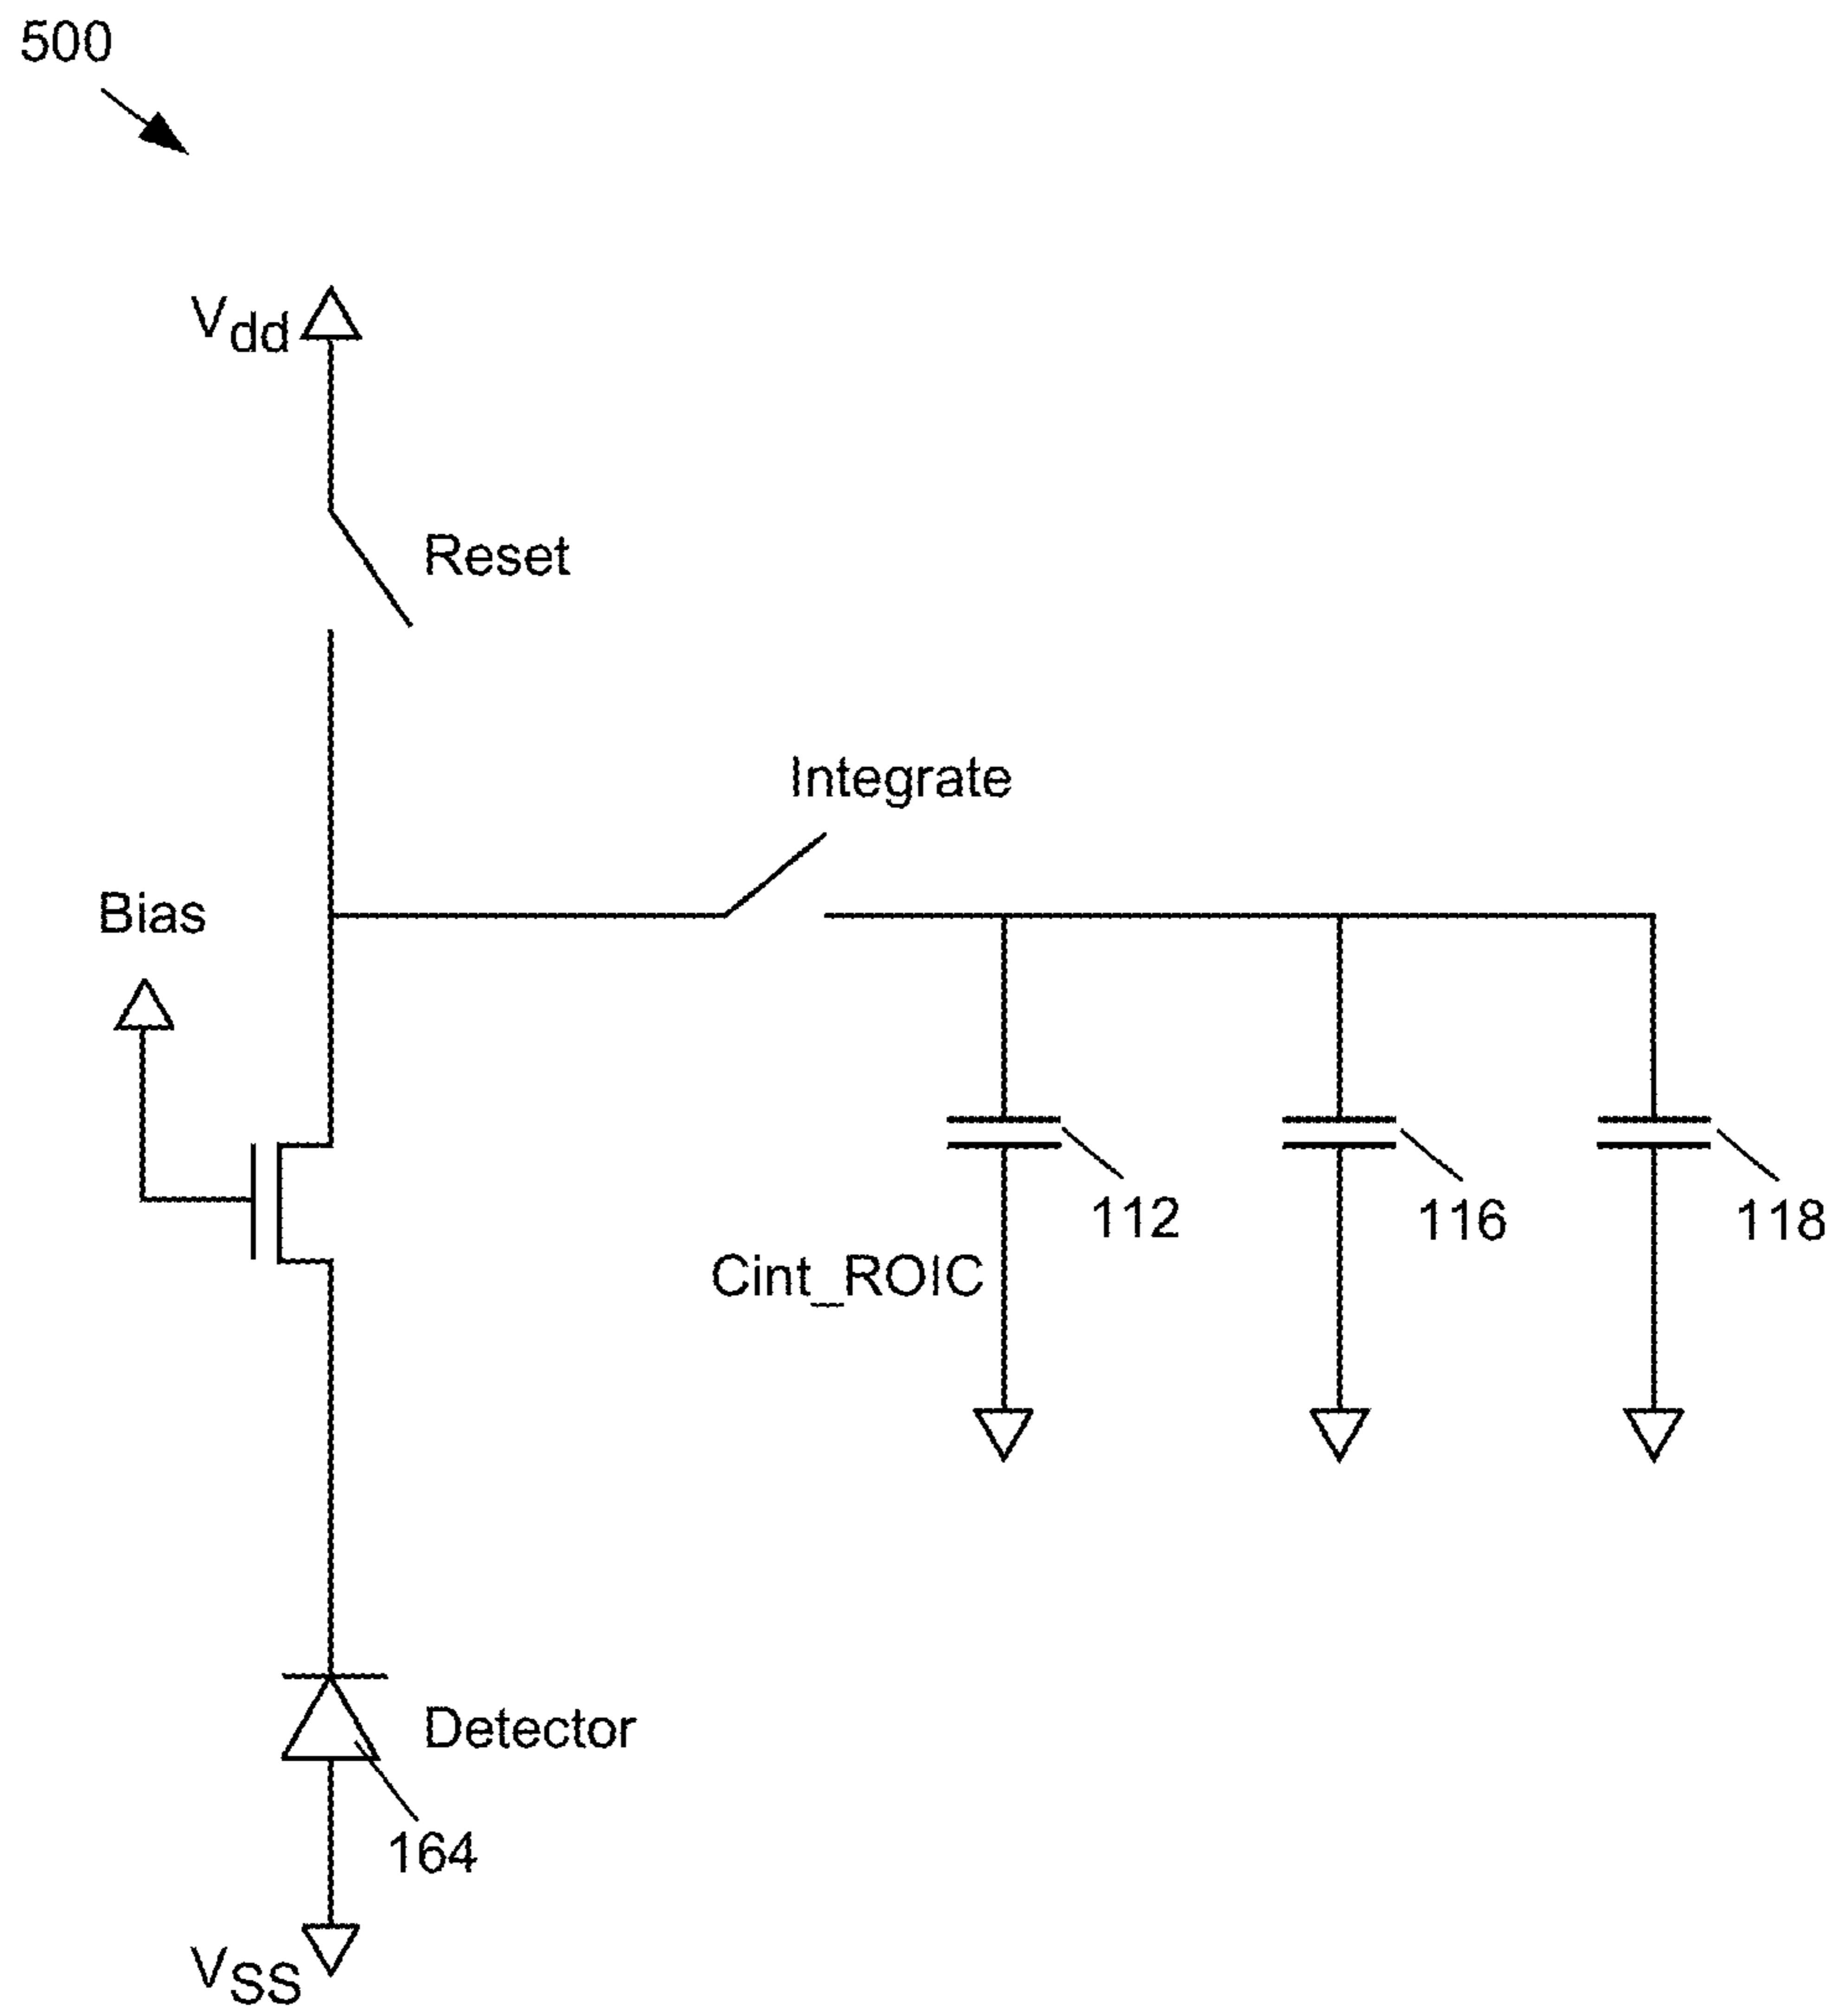 500
Vdd
Reset
Integrate
Bias
112
116
118
Cint_ROIC
Detector
164
VSS